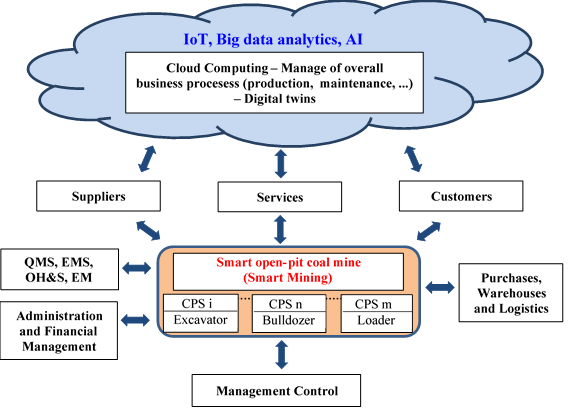 IoT, Big data analytics, AI
Cloud Computing – Manage of overall
business procesess (production, maintenance, ...)
– Digital twins
Suppliers
Services
Customers
QMS, EMS,
OH&S, EM
Smart open-pit coal mine
(Smart Mining)
Purchases,
Warehouses
and Logistics
CPS i
....
CPS n
....
CPS m
Excavator
Bulldozer
Loader
Administration
and Financial
Management
Management Control